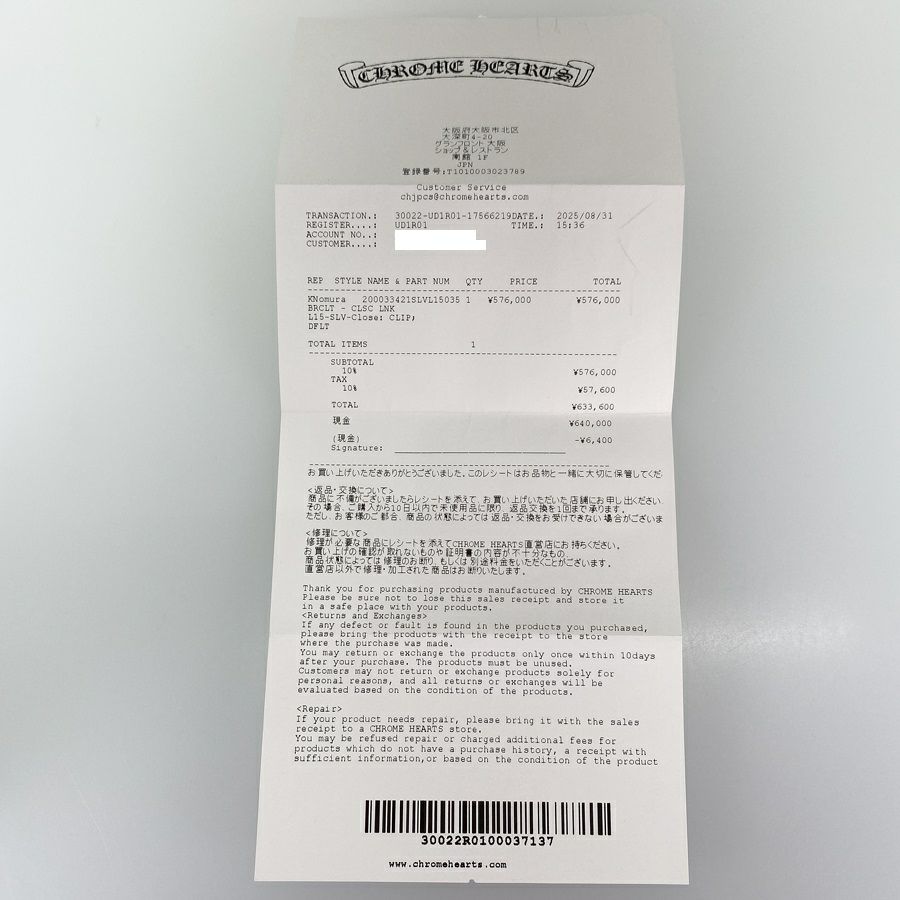 CHROME HEARTS
大阪府大阪市北区
大深町4-20
グランフロント大阪
ショップ&レストラン
南館 1F
JPN
登録番号:T1010003023789
Customer Service
chjpcs@chromehearts.com
TRANSACTION.: 30022-UD1R01-17566219DATE.: 2025/08/31
REGISTER....: UD1R01 TIME.: 15:36
ACCOUNT NO..:
CUSTOMER....:
REP STYLE NAME & PART NUM QTY PRICE TOTAL
KNomura 200033421SLVL15035 1 ¥576,000 ¥576,000
BRCLT - CLSC LNK
L15-SLV-Close: CLIP;
DFLT
TOTAL ITEMS 1
SUBTOTAL
10% ¥576,000
TAX
10% ¥57,600
TOTAL ¥633,600
現金 ¥640,000
(現金) -¥6,400
Signature:
お買い上げいただきありがとうございました。このレシートはお品物と一緒に大切に保管してくだ
<返品・交換について>
商品に不備がございましたらレシートを添えて、お買い上げいただいた店舗にお申し出ください。
その場合、ご購入から10日以内で未使用品に限り、返品交換を1回まで承ります。
ただし、お客様のご都合、商品の状態によっては返品・交換をお受けできない場合がございま
<修理について>
修理が必要な商品にレシートを添えてCHROME HEARTS直営店にお持ちください。
お買い上げの確認が取れないものや証明書の内容が不十分なもの、
商品状態によっては修理のお断り、もしくは別途料金をいただくことがございます。
直営店以外で修理・加工された商品はお断りいたします。
Thank you for purchasing products manufactured by CHROME HEARTS
Please be sure not to lose this sales receipt and store it
in a safe place with your products.
<Returns and Exchanges>
If any defect or fault is found in the products you purchased,
please bring the products with the receipt to the store
where the purchase was made.
You may return or exchange the products only once within 10days
after your purchase. The products must be unused.
Customers may not return or exchange products solely for
personal reasons, and all returns or exchanges will be
evaluated based on the condition of the products.
<Repair>
If your product needs repair, please bring it with the sales
receipt to a CHROME HEARTS store.
You may be refused repair or charged additional fees for
products which do not have a purchase history, a receipt with
sufficient information,or based on the condition of the product
30022R0100037137
www.chromehearts.com